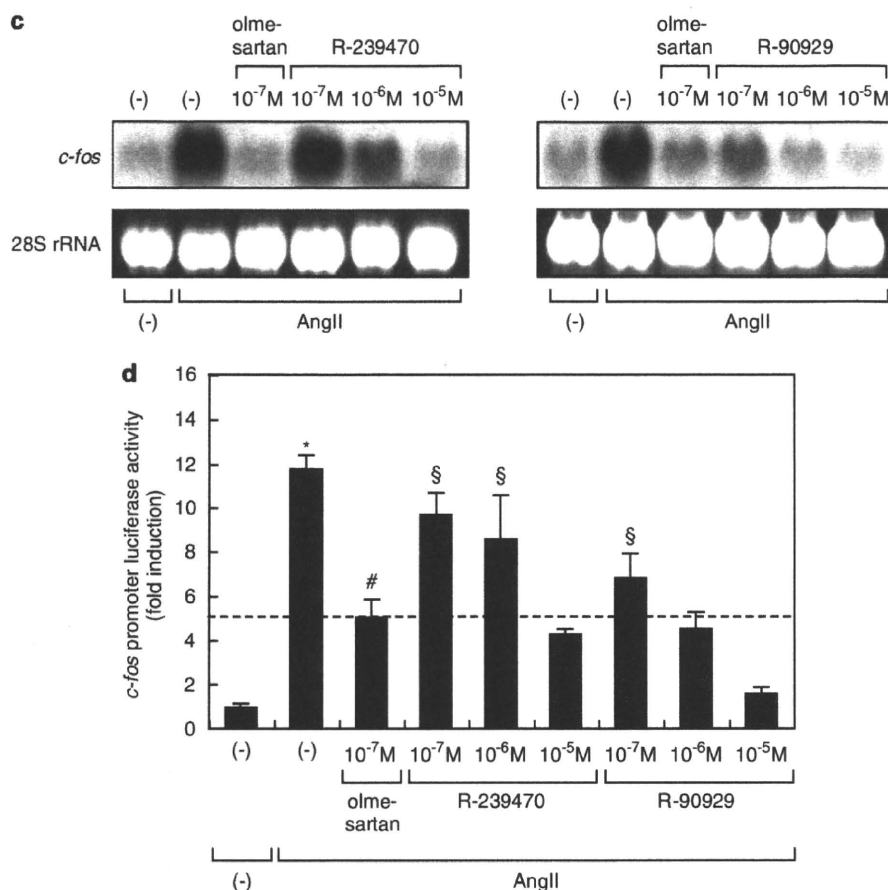 c
olme-
sartan R-239470
(-) (-) 10⁻⁷M 10⁻⁷M 10⁻⁶M 10⁻⁵M
olme-
sartan R-90929
(-) (-) 10⁻⁷M 10⁻⁷M 10⁻⁶M 10⁻⁵M
c-fos
28S rRNA
(-) AngII
(-) AngII
d
c-fos promoter luciferase activity
(fold induction)
16
14
12
10
8
6
4
2
0
* # § § §
(-) (-) 10⁻⁷M 10⁻⁷M 10⁻⁶M 10⁻⁵M 10⁻⁷M 10⁻⁶M 10⁻⁵M
olme-
sartan R-239470 R-90929
(-) AngII